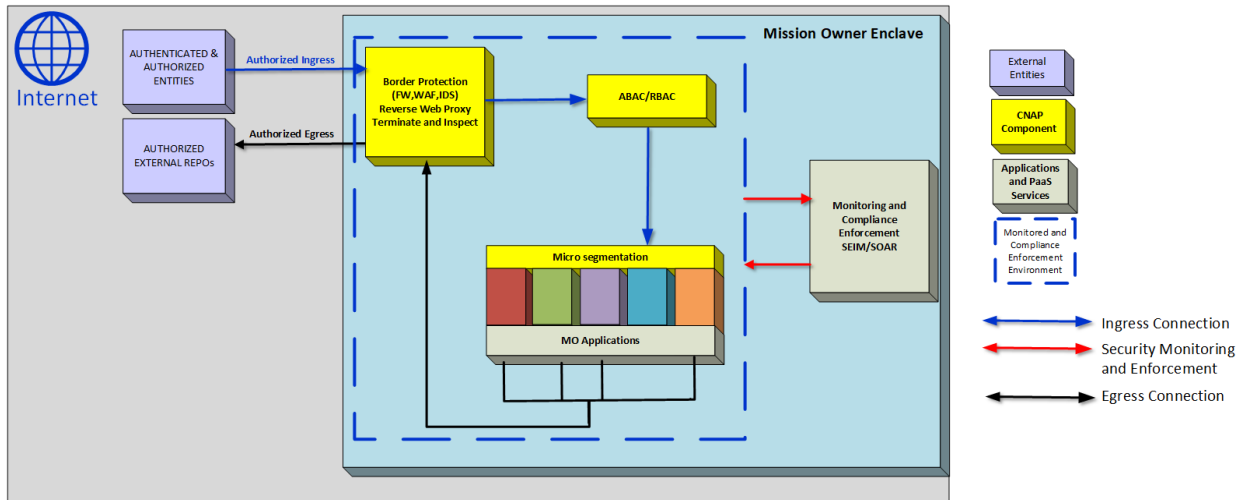 Internet
AUTHENTICATED &
AUTHORIZED
ENTITIES
Authorized Ingress
Authorized Egress
AUTHORIZED
EXTERNAL REPOs
Mission Owner Enclave
Border Protection
(FW,WAF,IDS)
Reverse Web Proxy
Terminate and Inspect
ABAC/RBAC
Micro segmentation
MO Applications
Monitoring and
Compliance
Enforcement
SEIM/SOAR
External
Entities
CNAP
Component
Applications
and PaaS
Services
Monitored and
Compliance
Enforcement
Environment
Ingress Connection
Security Monitoring
and Enforcement
Egress Connection